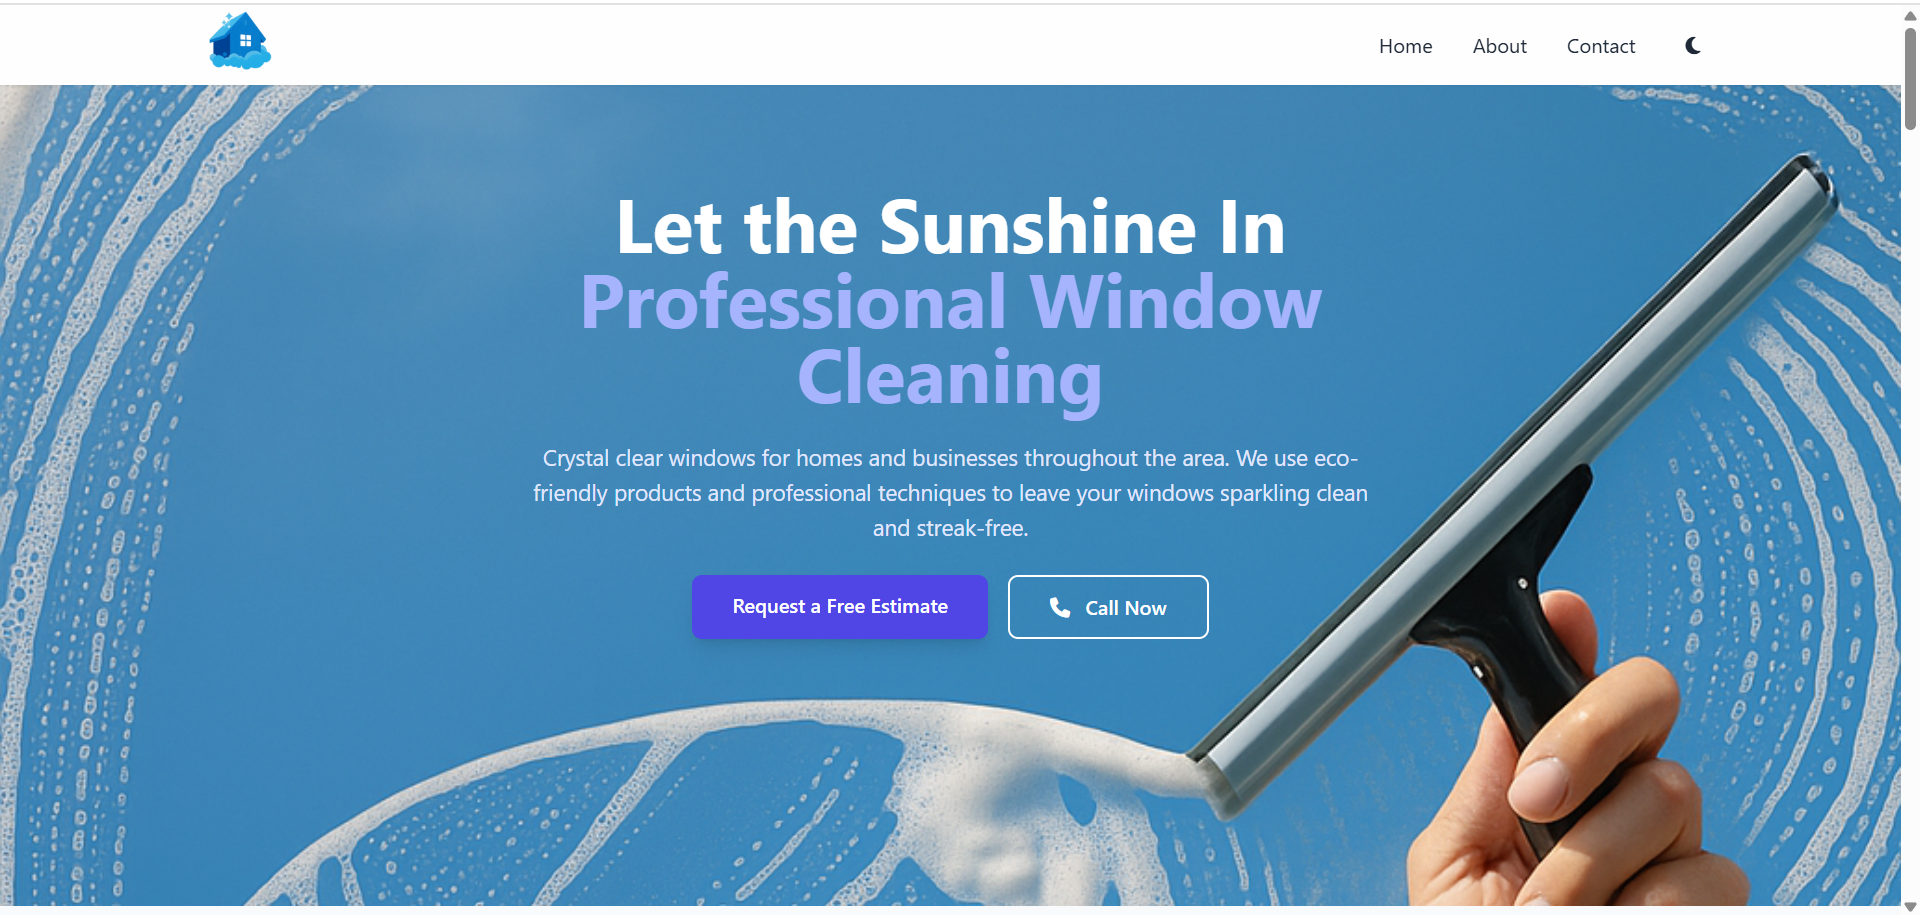 Home About Contact
Let the Sunshine In
Professional Window
Cleaning
Crystal clear windows for homes and businesses throughout the area. We use eco-
friendly products and professional techniques to leave your windows sparkling clean
and streak-free.
Request a Free Estimate Call Now